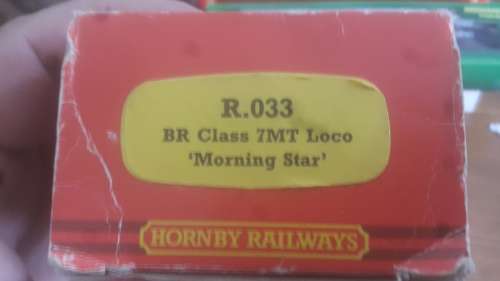 R.033
BR Class 7MT Loco
‘Morning Star’
HORNBY RAILWAYS